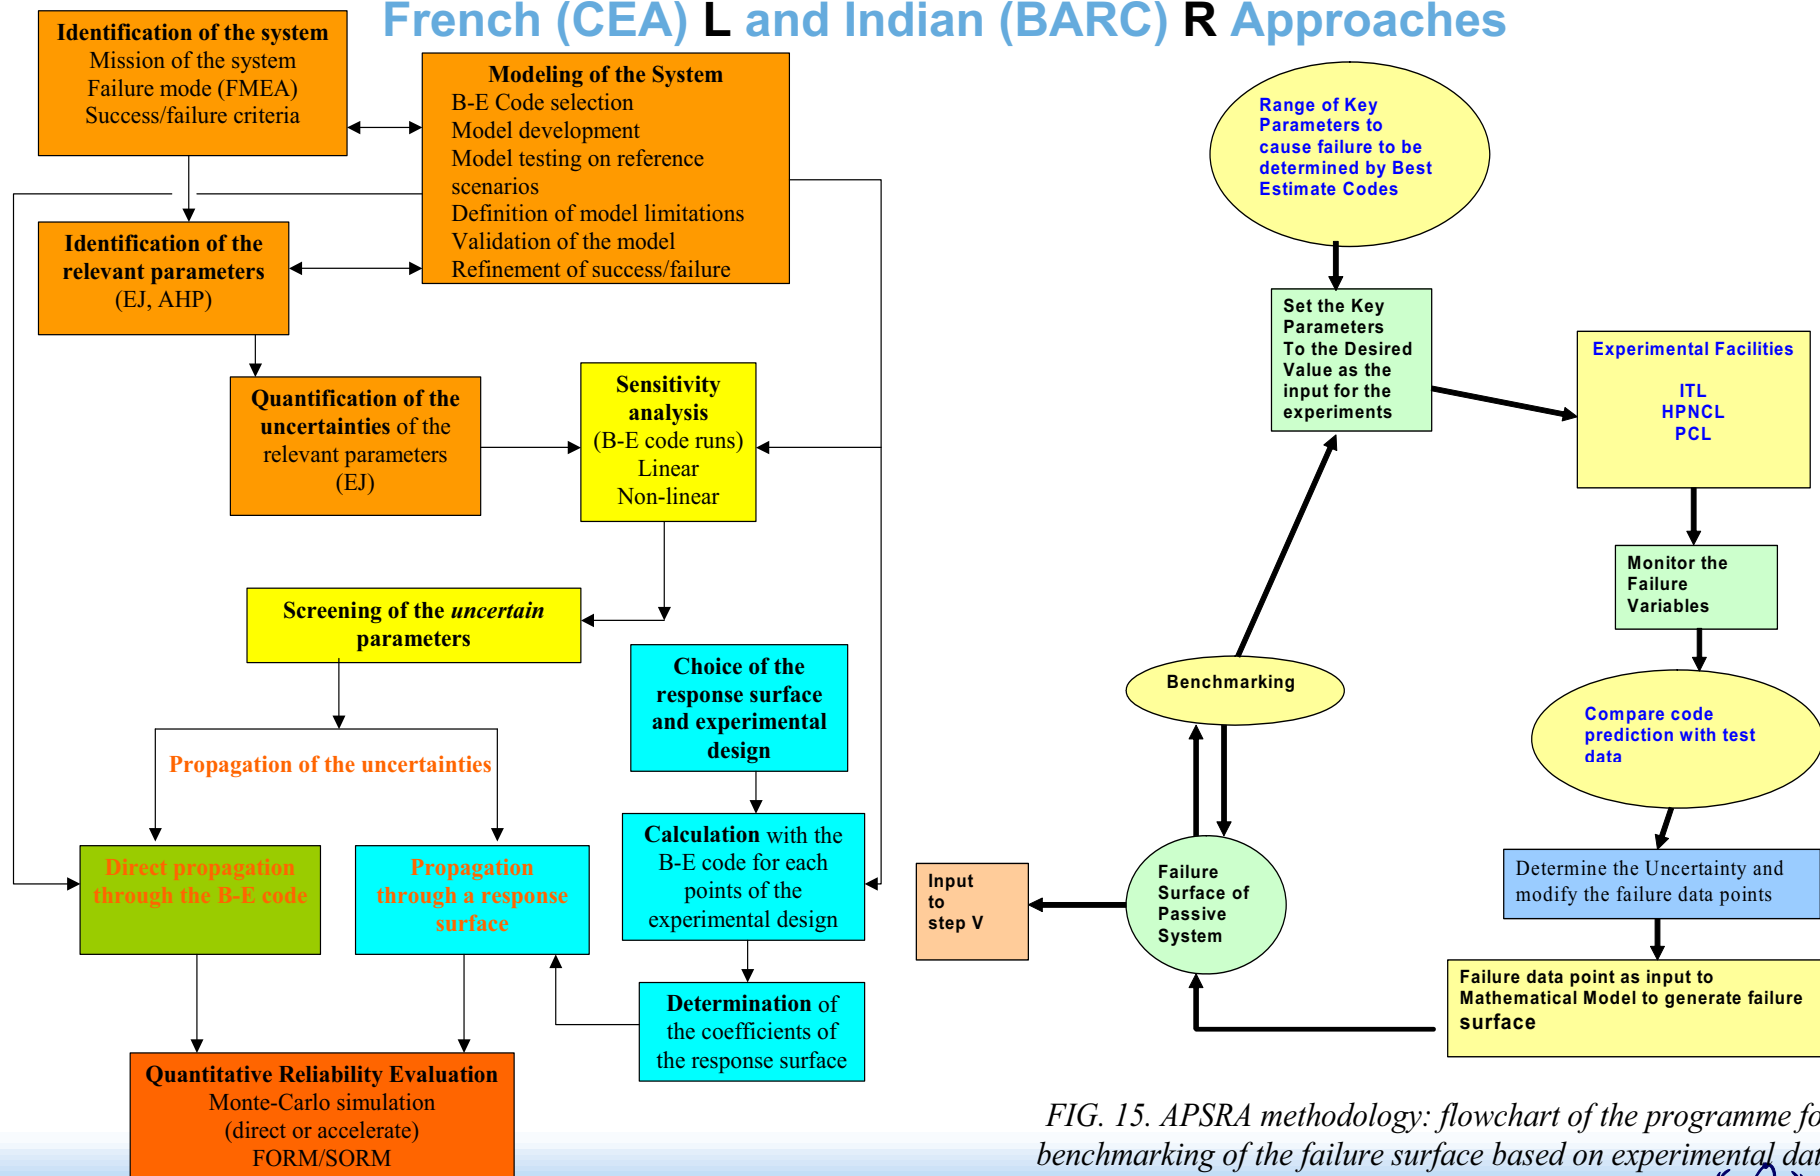 French (CEA) L and Indian (BARC) R Approaches
Identification of the system
Mission of the system
Failure mode (FMEA)
Success/failure criteria
Modeling of the System
B-E Code selection
Model development
Model testing on reference
scenarios
Definition of model limitations
Validation of the model
Refinement of success/failure
Identification of the
relevant parameters
(EJ, AHP)
Quantification of the
uncertainties of the
relevant parameters
(EJ)
Sensitivity
analysis
(B-E code runs)
Linear
Non-linear
Screening of the uncertain
parameters
Propagation of the uncertainties
Choice of the
response surface
and experimental
design
Direct propagation
through the B-E code
Propagation
through a response
surface
Calculation with the
B-E code for each
points of the
experimental design
Determination of
the coefficients of
the response surface
Quantitative Reliability Evaluation
Monte-Carlo simulation
(direct or accelerate)
FORM/SORM
Range of Key
Parameters to
cause failure to be
determined by Best
Estimate Codes
Set the Key
Parameters
To the Desired
Value as the
input for the
experiments
Experimental Facilities
ITL
HPNCL
PCL
Monitor the
Failure
Variables
Benchmarking
Compare code
prediction with test
data
Determine the Uncertainty and
modify the failure data points
Input
to
step V
Failure
Surface of
Passive
System
Failure data point as input to
Mathematical Model to generate failure
surface
FIG. 15. APSRA methodology: flowchart of the programme fo
benchmarking of the failure surface based on experimental dat